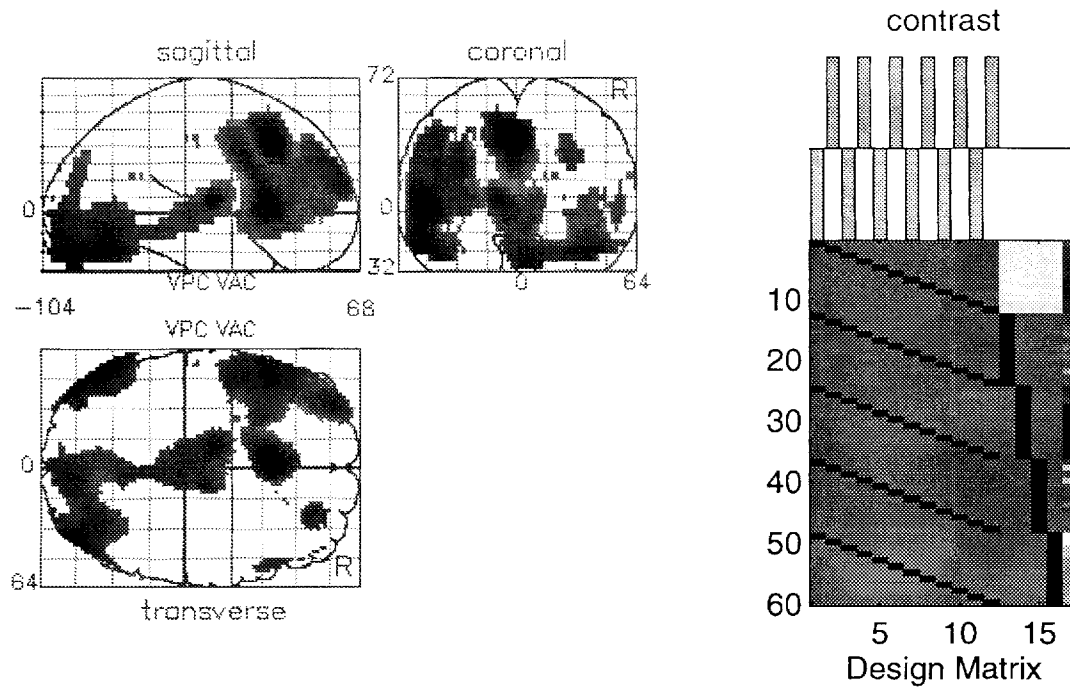 sagittal
coronal
72
R
0
0
32
VPC VAC
0
64
-104
68
VPC VAC
0
64
R
transverse
contrast
10
20
30
40
50
60
5
10
15
Design Matrix